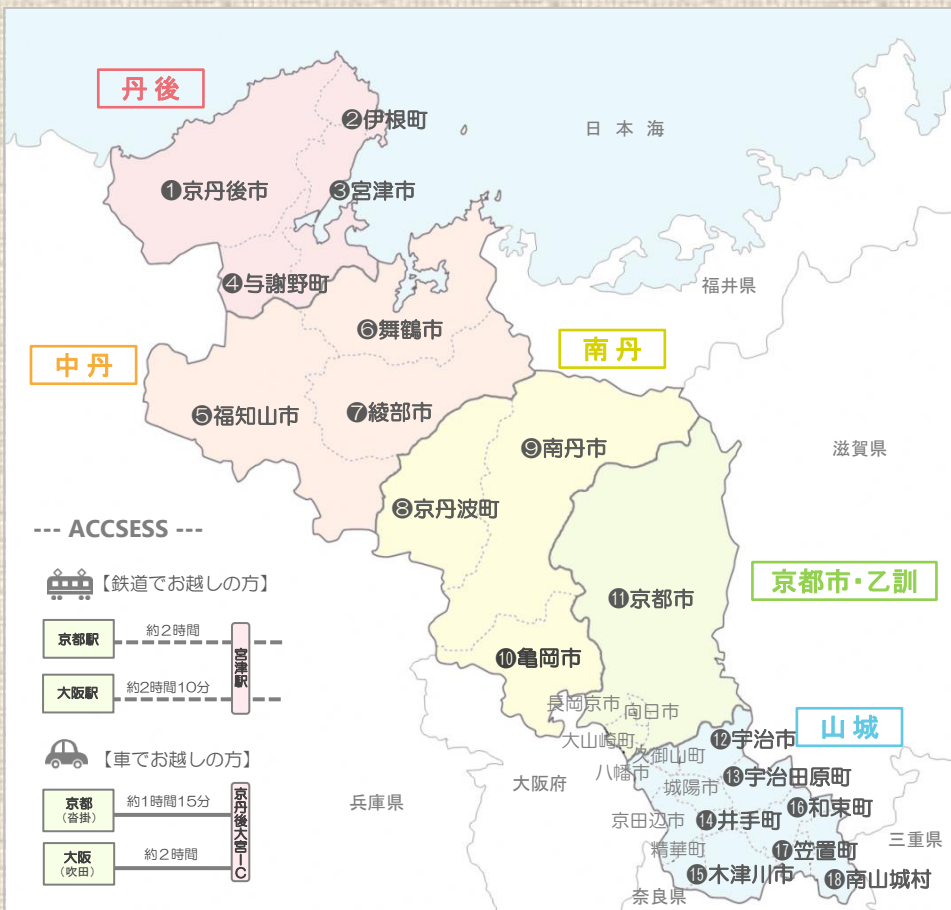 丹後
②伊根町
日本海
①京丹後市
③宮津市
④与謝野町
福井県
⑥舞鶴市
南丹
中丹
⑤福知山市
⑦綾部市
⑨南丹市
滋賀県
⑧京丹波町
--- ACCSESS ---
【鉄道でお越しの方】
京都市・乙訓
⑪京都市
京都駅
約2時間
宮津駅
大阪駅
約2時間10分
⑩亀岡市
長岡京市
向日市
山城
大山崎町
久御山町
⑫宇治市
【車でお越しの方】
八幡市
大阪府
城陽市
⑬宇治田原町
京都
(沓掛)
約1時間15分
京丹後大宮IC
兵庫県
⑯和束町
京田辺市
⑭井手町
三重県
大阪
(吹田)
約2時間
精華町
⑰笠置町
⑮木津川市
⑱南山城村
奈良県